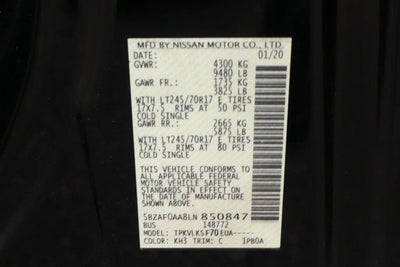 MFD BY NISSAN MOTOR CO., LTD.
DATE: 01/20
GVWR: 4300 KG
9480 LB
GAWR FR: 1735 KG
3825 LB
WITH LT245/70R17 E TIRES
17X7.5 RIMS AT 50 PSI
COLD SINGLE
GAWR RR: 2665 KG
5875 LB
WITH LT245/70R17 E TIRES
17X7.5 RIMS AT 80 PSI
COLD SINGLE
THIS VEHICLE CONFORMS TO
ALL APPLICABLE FEDERAL
MOTOR VEHICLE SAFETY
STANDARDS IN EFFECT ON
THE DATE OF MANUFACTURE
SHOWN ABOVE.
5BZAF0AA8LN 850847
BUS 148772
MODEL: TPKVLKSF70EUA-----
COLOR: KH3 TRIM: C 1PBOA